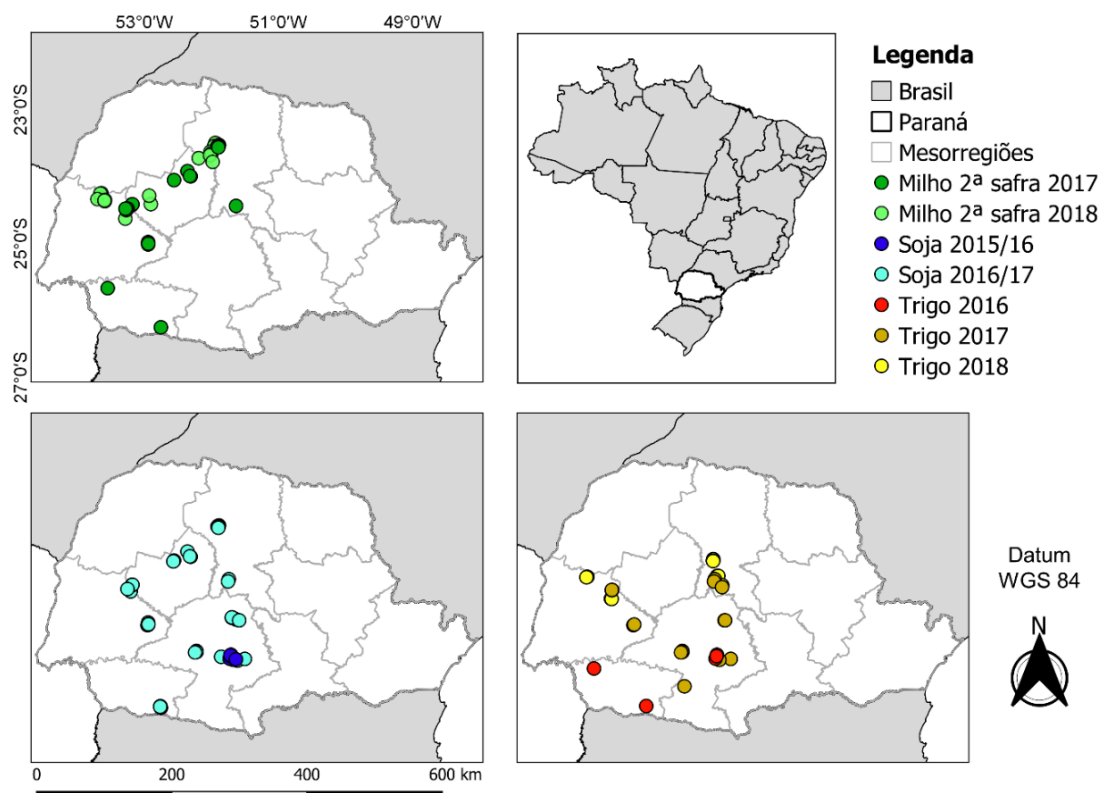 53°0'W 51°0'W 49°0'W
23°0'S
25°0'S
27°0'S
Legenda
Brasil
Paraná
Mesorregiões
Milho 2ª safra 2017
Milho 2ª safra 2018
Soja 2015/16
Soja 2016/17
Trigo 2016
Trigo 2017
Trigo 2018
Datum
WGS 84
N
0 200 400 600 km